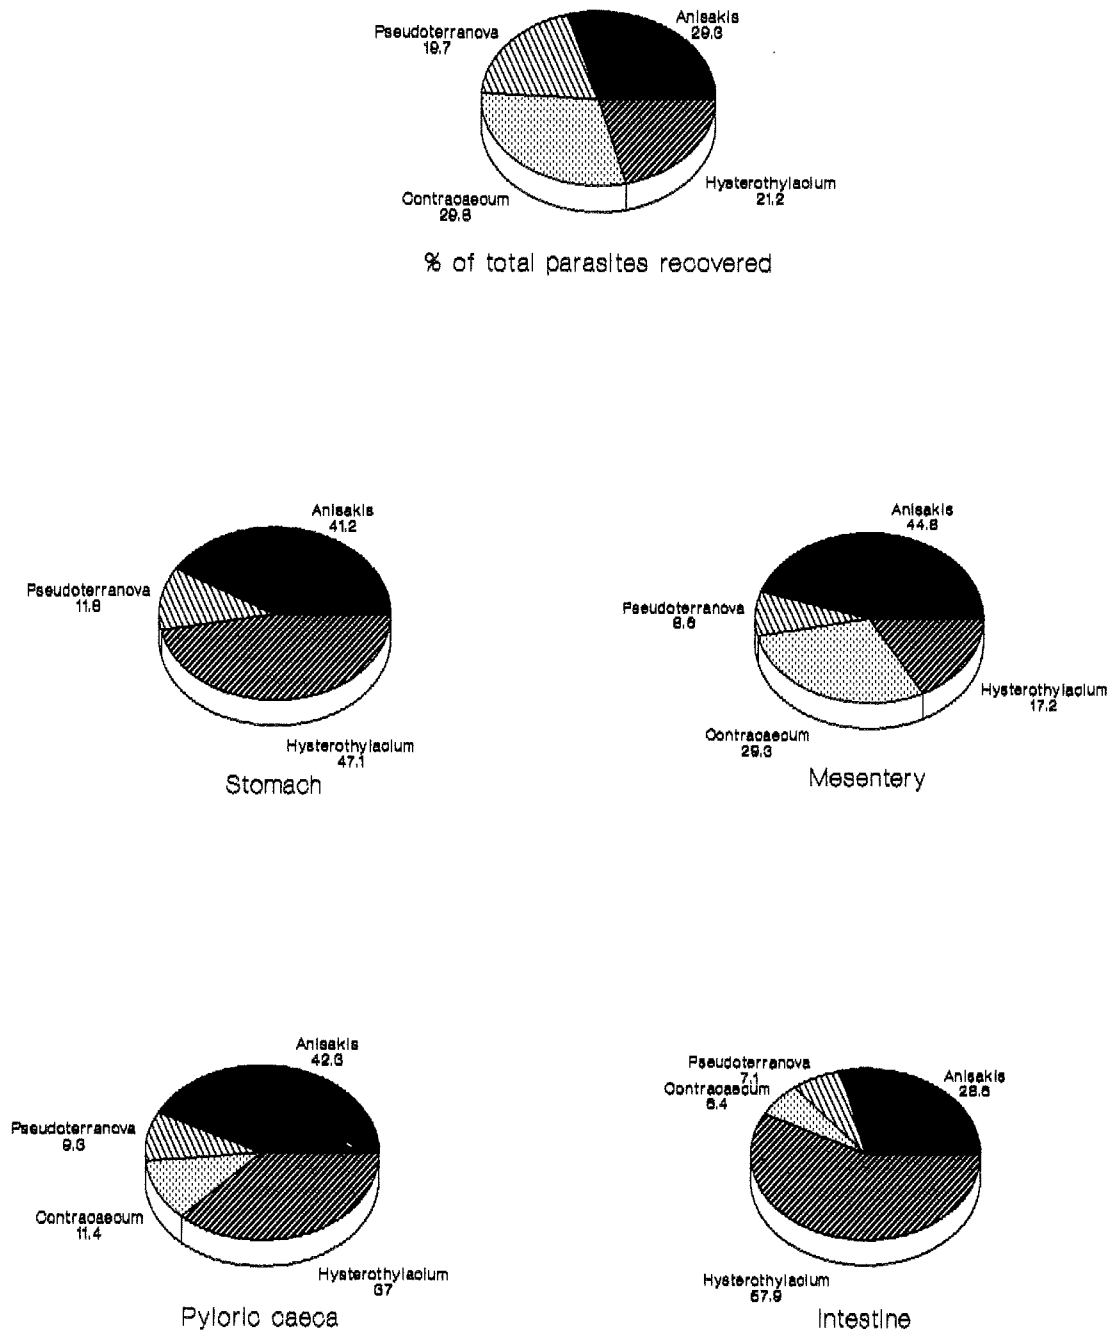 Anisakis
29.3
Pseudoterranova
19.7
Contracaecum
29.8
Hysterothylacium
21.2
% of total parasites recovered
Anisakis
41.2
Pseudoterranova
11.8
Hysterothylacium
47.1
Stomach
Anisakis
44.8
Pseudoterranova
8.6
Hysterothylacium
17.2
Contracaecum
29.3
Mesentery
Anisakis
42.3
Pseudoterranova
9.3
Contracaecum
11.4
Hysterothylacium
37
Pyloric caeca
Pseudoterranova
7.1
Contracaecum
6.4
Anisakis
28.6
Hysterothylacium
57.9
Intestine